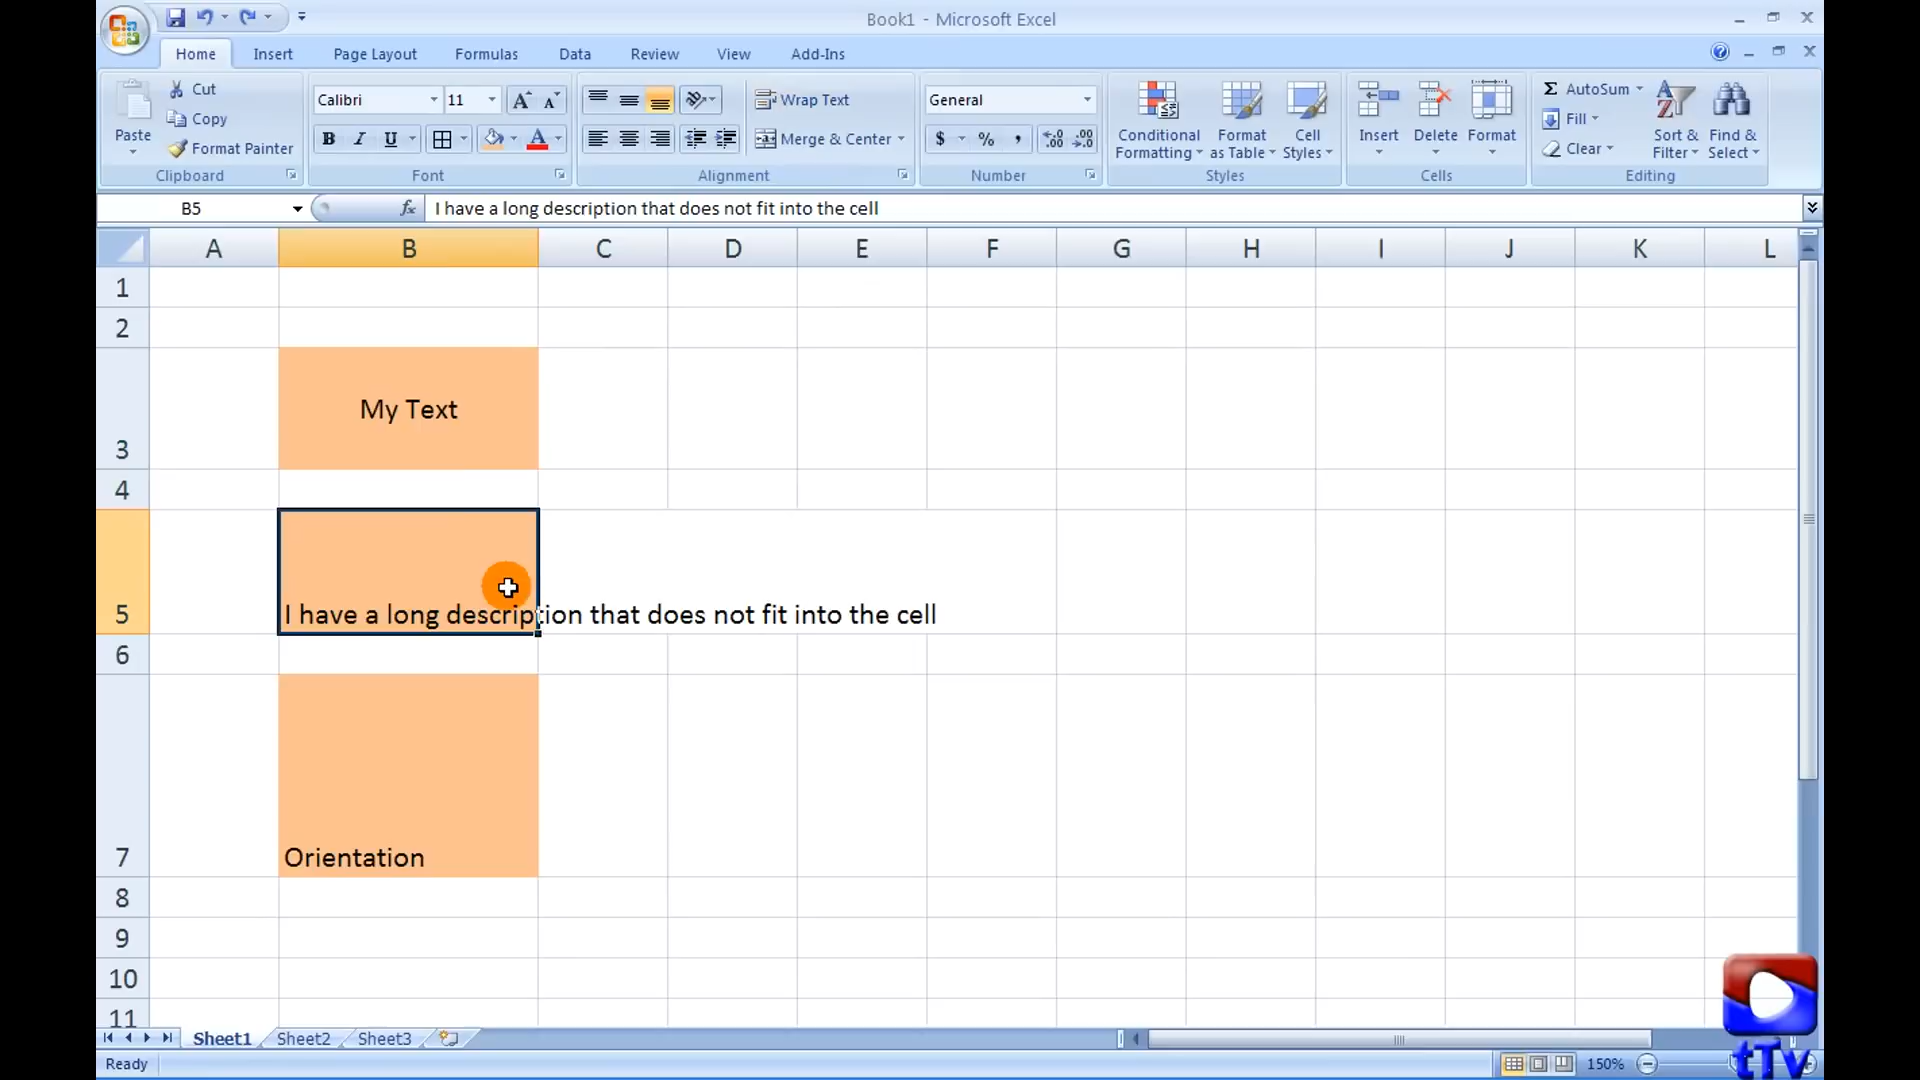 Book1 - Microsoft Excel
Home Insert Page Layout Formulas Data Review View Add-Ins
Cut
Copy
Format Painter
Paste
Clipboard
Calibri 11
B I U
Font
Wrap Text
Merge & Center
Alignment
General
$ % ,
Number
Conditional Formatting
Format as Table
Cell Styles
Styles
Insert Delete Format
Cells
Σ AutoSum
Fill
Clear
Sort & Filter
Find & Select
Editing
B5 fx I have a long description that does not fit into the cell
A B C D E F G H I J K L
1
2
3 My Text
4
5 I have a long description that does not fit into the cell
6
7 Orientation
8
9
10
11
Sheet1 Sheet2 Sheet3
Ready 150%
tTv